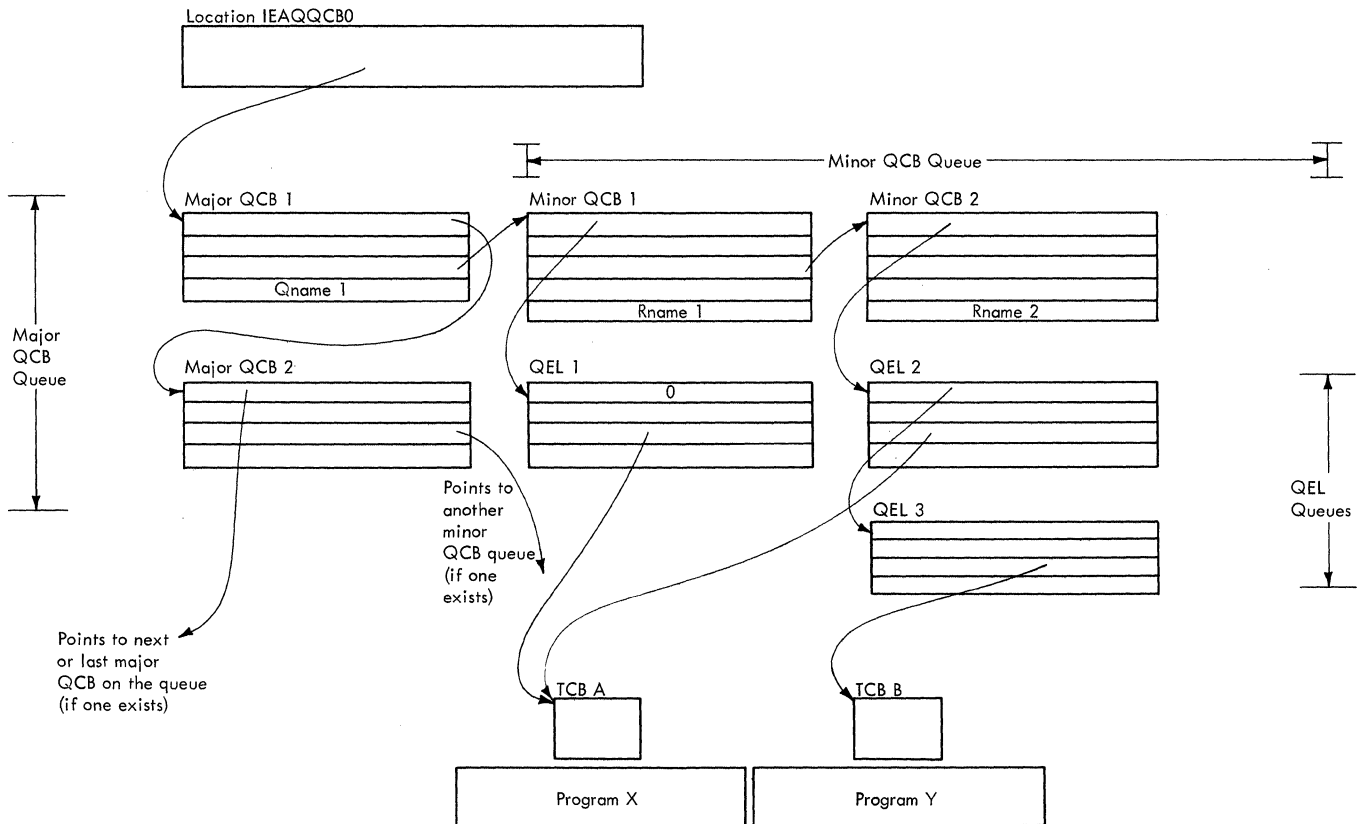 Location IEAQQCB0
Minor QCB Queue
Major QCB 1
Minor QCB 1
Minor QCB 2
Qname 1
Rname 1
Rname 2
Major
QCB
Queue
Major QCB 2
QEL 1
QEL 2
0
Points to
another
minor
QCB queue
(if one
exists)
QEL 3
QEL
Queues
Points to next
or last major
QCB on the queue
(if one exists)
TCB A
TCB B
Program X
Program Y